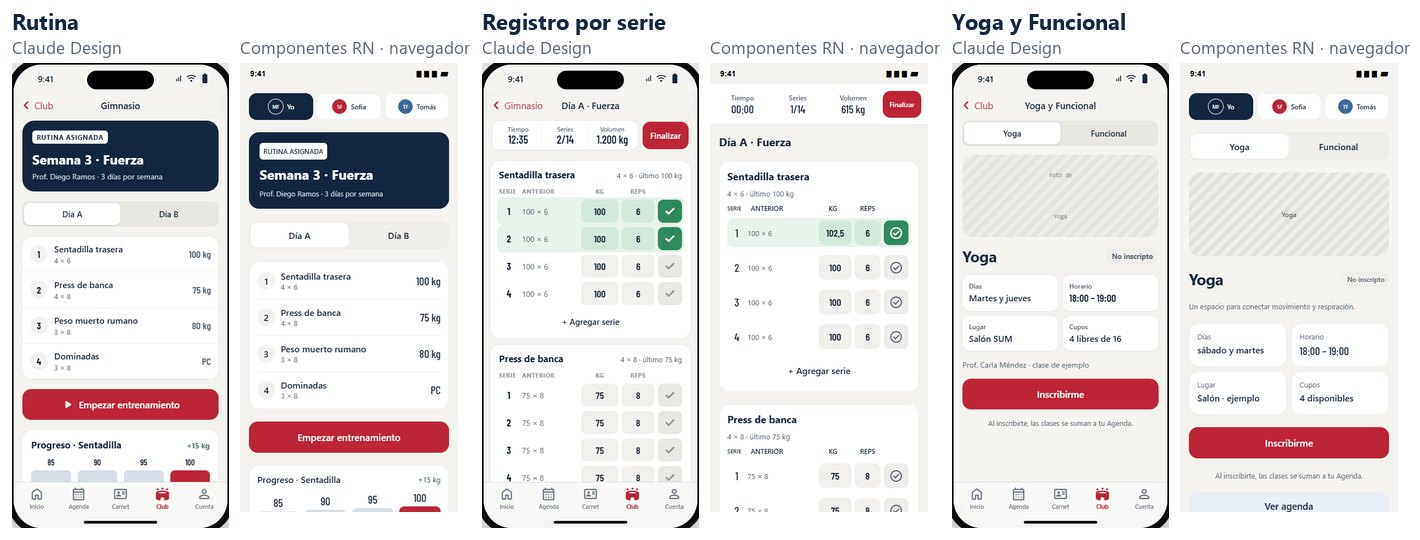 Rutina
Claude Design
Componentes RN · navegador
9:41
Club
Gimnasio
RUTINA ASIGNADA
Semana 3 · Fuerza
Prof. Diego Ramos · 3 días por semana
Día A
Día B
1
Sentadilla trasera
4 × 6
100 kg
2
Press de banca
4 × 8
75 kg
3
Peso muerto rumano
3 × 8
80 kg
4
Dominadas
3 × 8
PC
Empezar entrenamiento
Progreso · Sentadilla
+15 kg
85
90
95
100
Inicio
Agenda
Carnet
Club
Cuenta
9:41
MF Yo
SF Sofía
TF Tomás
RUTINA ASIGNADA
Semana 3 · Fuerza
Prof. Diego Ramos · 3 días por semana
Día A
Día B
1
Sentadilla trasera
4 × 6
100 kg
2
Press de banca
4 × 8
75 kg
3
Peso muerto rumano
3 × 8
80 kg
4
Dominadas
3 × 8
PC
Empezar entrenamiento
Progreso · Sentadilla
+15 kg
85
90
95
100
Registro por serie
Claude Design
Componentes RN · navegador
9:41
Gimnasio
Día A · Fuerza
Tiempo
12:35
Series
2/14
Volumen
1.200 kg
Finalizar
Sentadilla trasera
4 × 6 · último 100 kg
SERIE ANTERIOR KG REPS
1 100 × 6 100 6
2 100 × 6 100 6
3 100 × 6 100 6
4 100 × 6 100 6
+ Agregar serie
Press de banca
4 × 8 · último 75 kg
SERIE ANTERIOR KG REPS
1 75 × 8 75 8
2 75 × 8 75 8
3 75 × 8 75 8
4 75 × 8 75 8
Inicio
Agenda
Carnet
Club
Cuenta
9:41
Tiempo
00:00
Series
1/14
Volumen
615 kg
Finalizar
Día A · Fuerza
Sentadilla trasera
4 × 6 · último 100 kg
SERIE ANTERIOR KG REPS
1 100 × 6 102,5 6
2 100 × 6 100 6
3 100 × 6 100 6
4 100 × 6 100 6
+ Agregar serie
Press de banca
4 × 8 · último 75 kg
SERIE ANTERIOR KG REPS
1 75 × 8 75 8
2 75 × 8 75 8
Yoga y Funcional
Claude Design
Componentes RN · navegador
9:41
Club
Yoga y Funcional
Yoga
Funcional
foto de
Yoga
Yoga
No inscripto
Días
Martes y jueves
Horario
18:00 – 19:00
Lugar
Salón SUM
Cupos
4 libres de 16
Prof. Carla Méndez · clase de ejemplo
Inscribirme
Al inscribirte, las clases se suman a tu Agenda.
Inicio
Agenda
Carnet
Club
Cuenta
9:41
MF Yo
SF Sofía
TF Tomás
Yoga
Funcional
Yoga
Yoga
No inscripto
Un espacio para conectar movimiento y respiración.
Días
sábado y martes
Horario
18:00 – 19:00
Lugar
Salón · ejemplo
Cupos
4 disponibles
Inscribirme
Al inscribirte, las clases se suman a tu Agenda.
Ver agenda